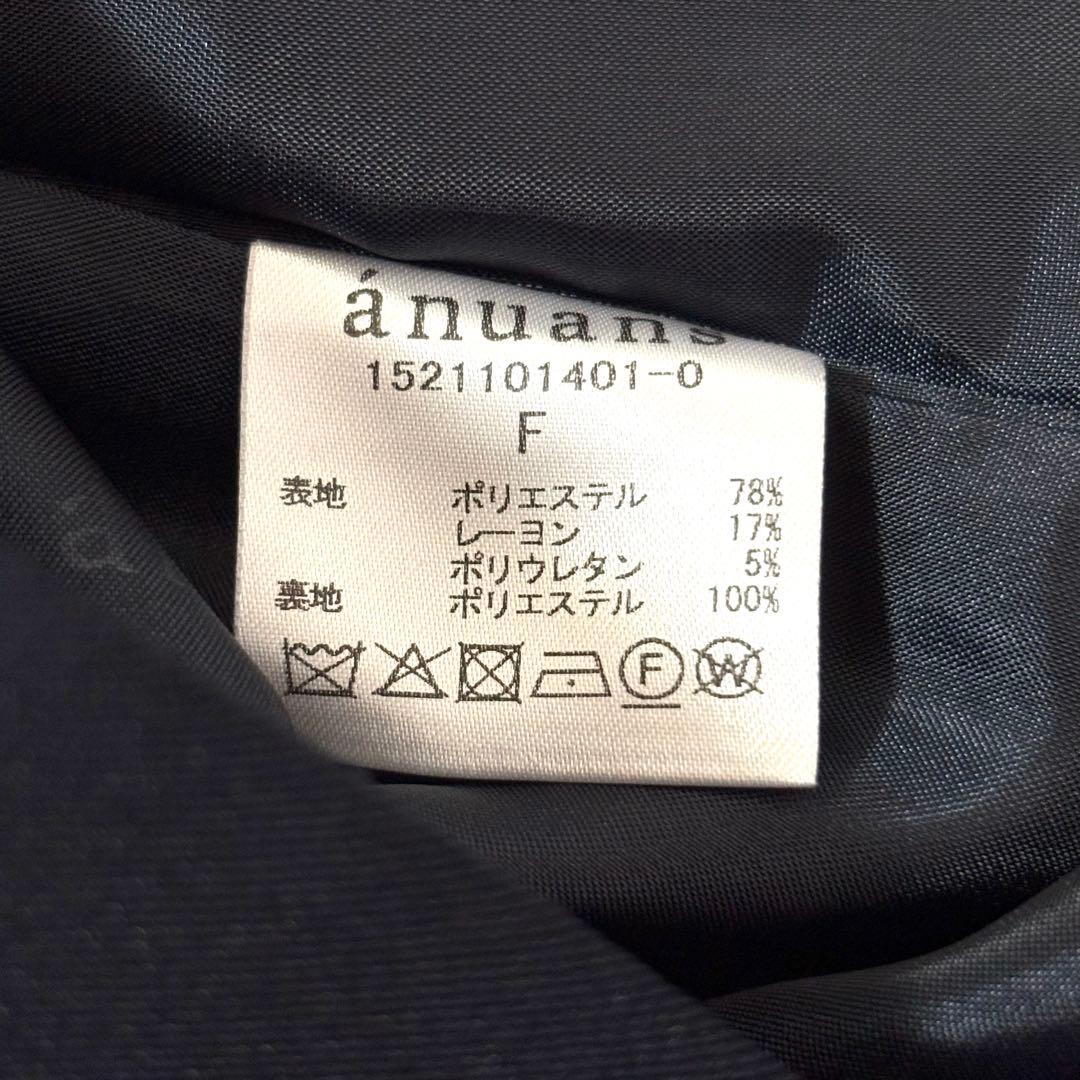 ánuans
1521101401-0
F
表地 ポリエステル 78%
レーヨン 17%
ポリウレタン 5%
裏地 ポリエステル 100%
F W